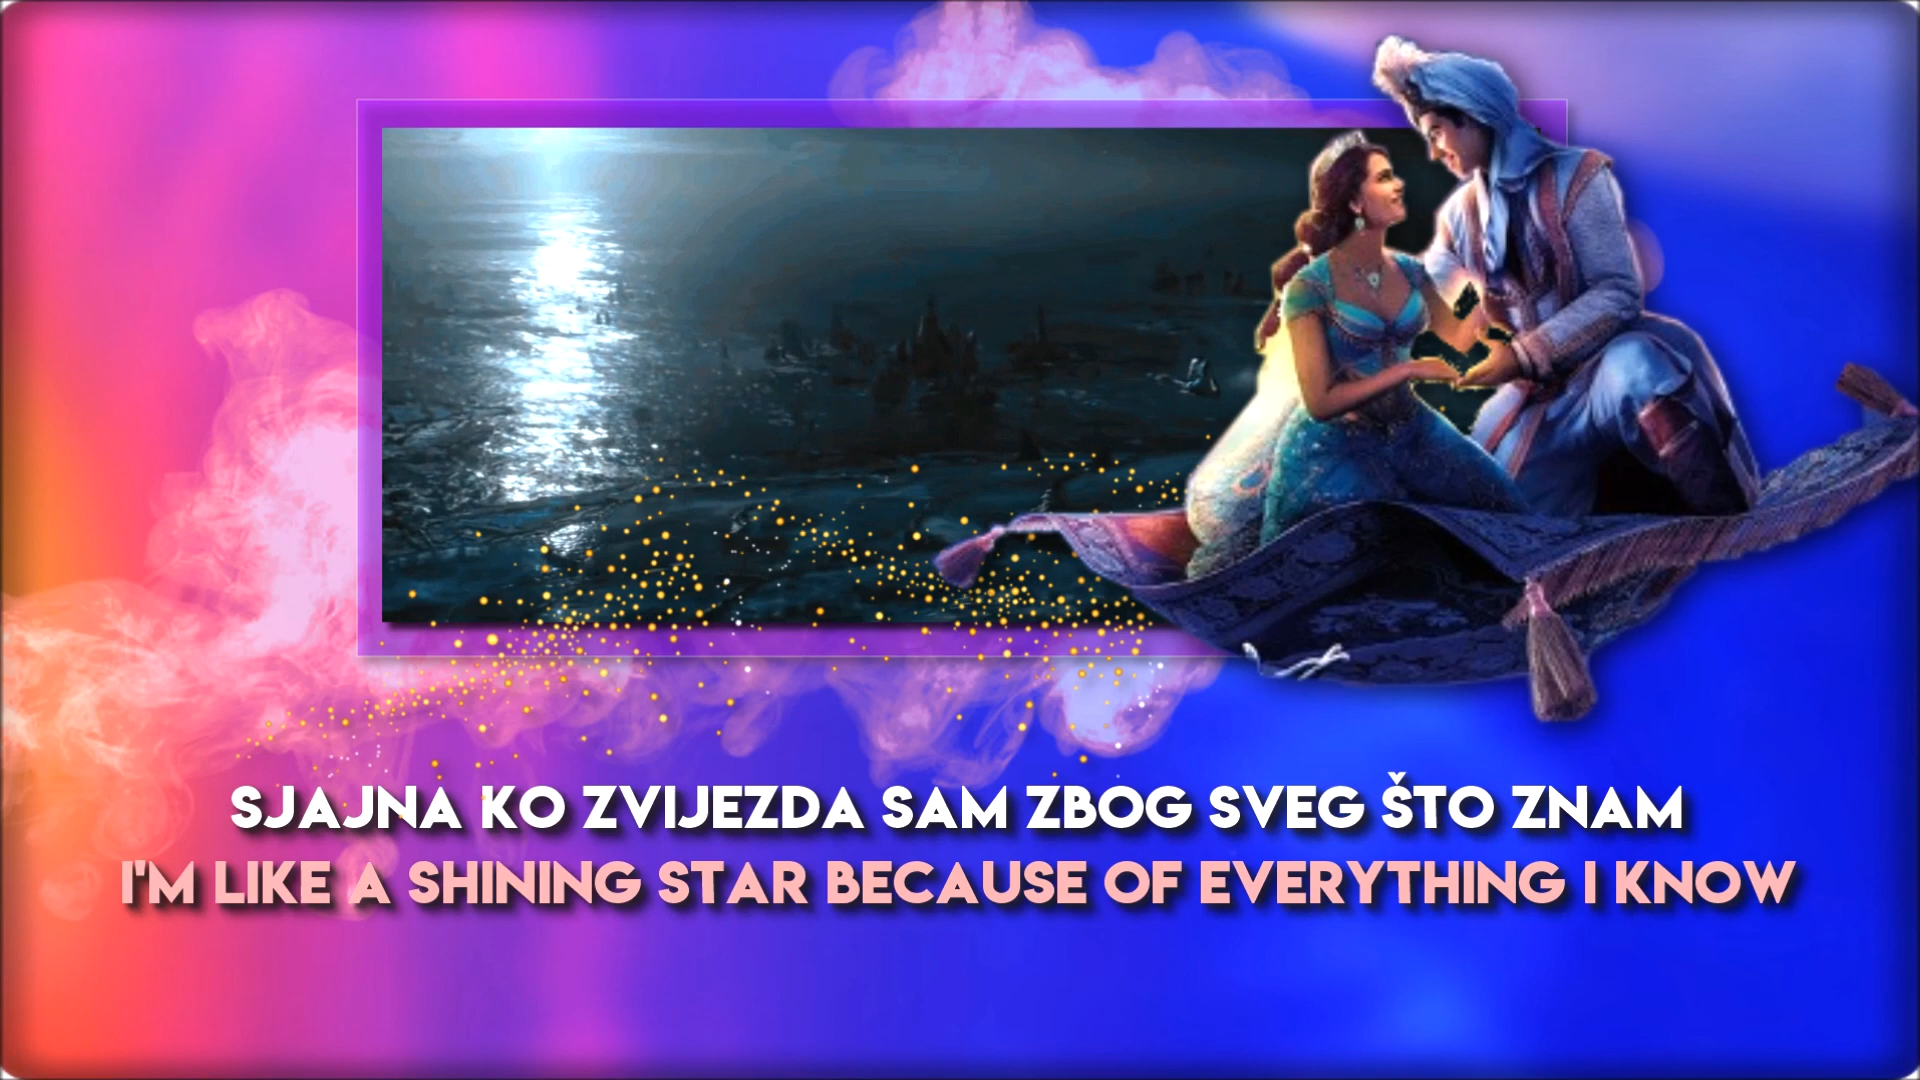 SJAJNA KO ZVIJEZDA SAM ZBOG SVEG ŠTO ZNAM
I'M LIKE A SHINING STAR BECAUSE OF EVERYTHING I KNOW